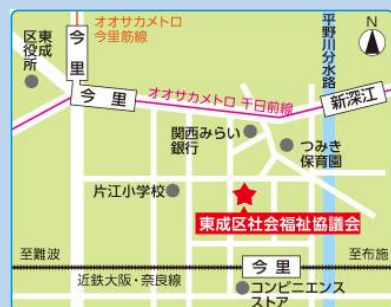 オオサカメトロ
今里筋線
東成
区役所
今里
平野川分水路
N
今里
オオサカメトロ 千日前線
新深江
関西みらい
銀行
つみき
保育園
片江小学校
東成区社会福祉協議会
至難波
今里
至布施
近鉄大阪・奈良線
コンビニエンス
ストア